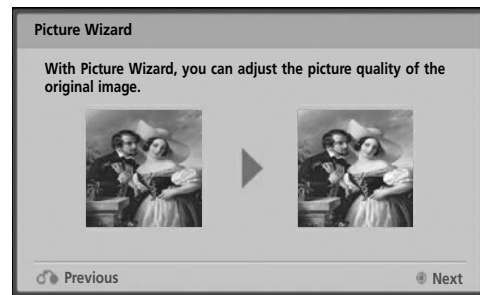 Picture Wizard
With Picture Wizard, you can adjust the picture quality of the
original image.
Previous
Next